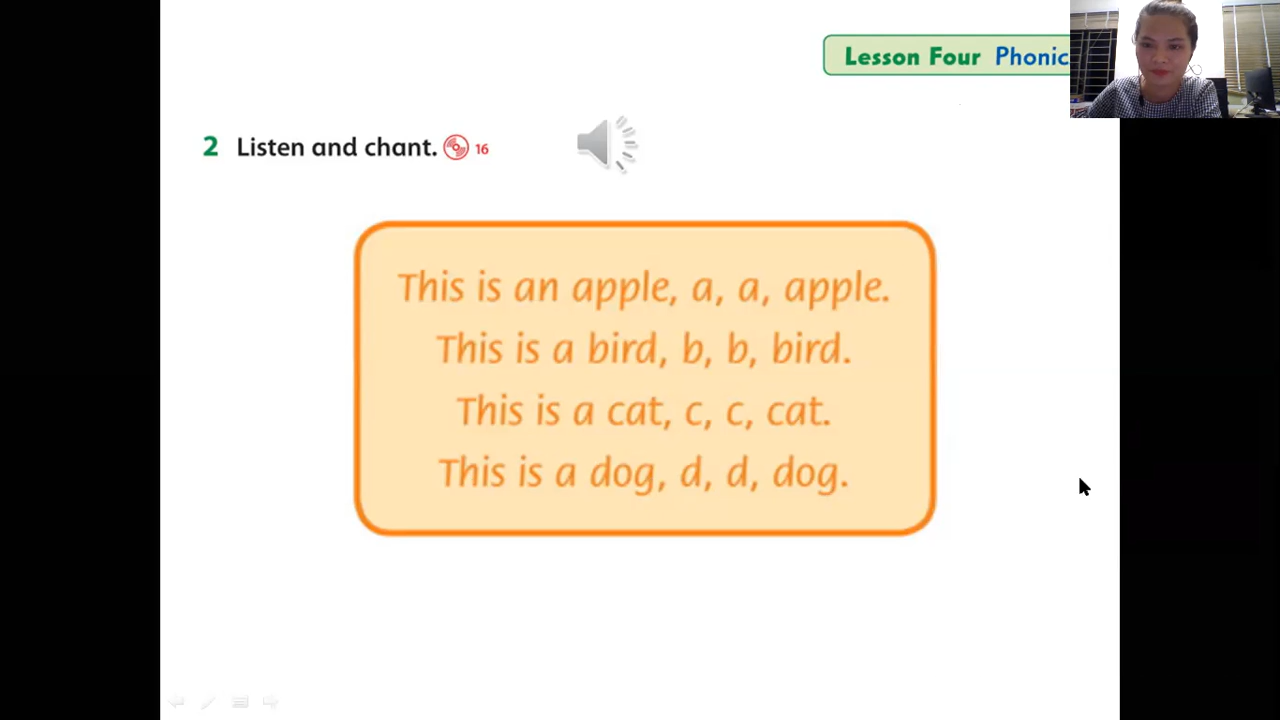 Lesson Four Phonic
2 Listen and chant. 16
This is an apple, a, a, apple.
This is a bird, b, b, bird.
This is a cat, c, c, cat.
This is a dog, d, d, dog.